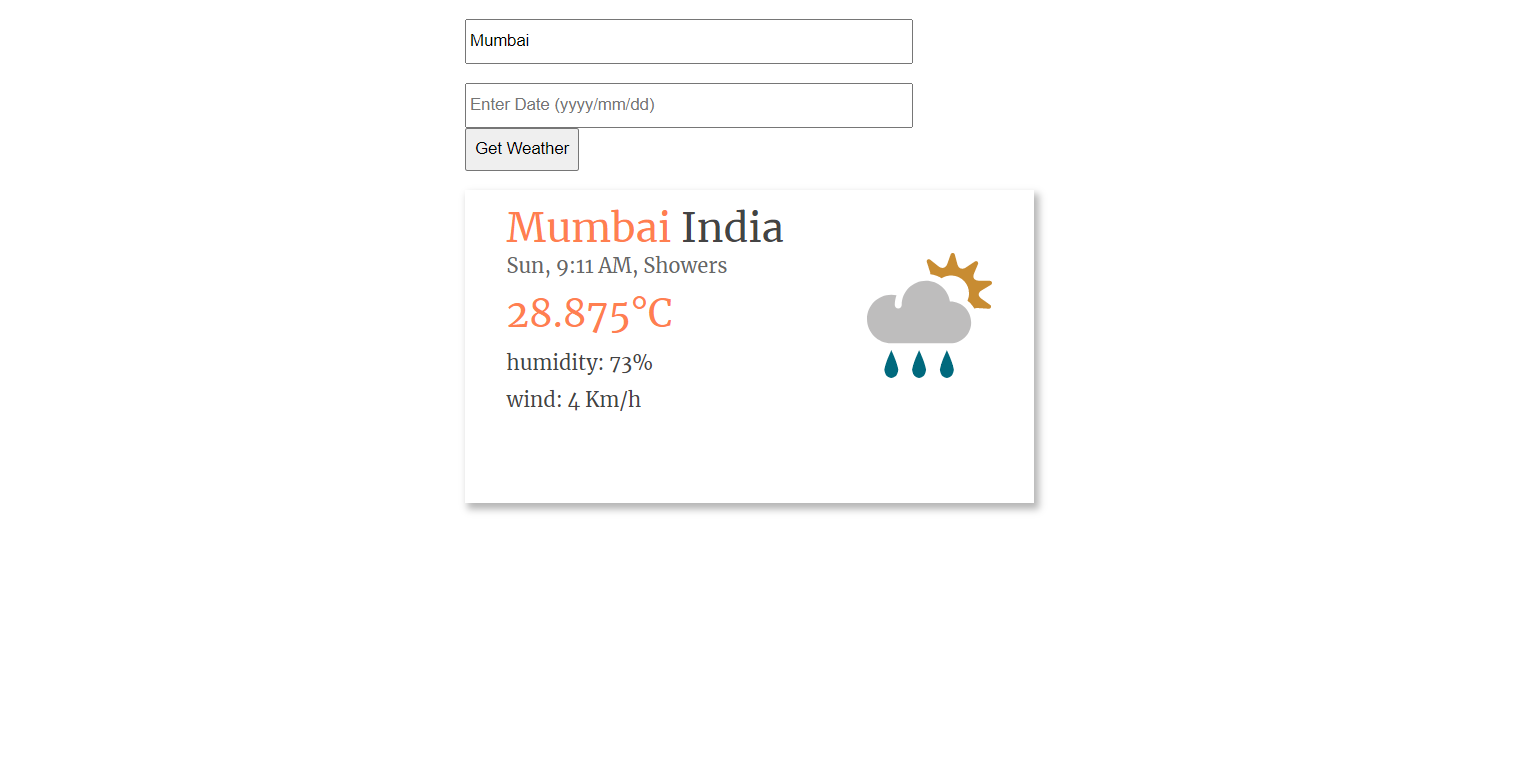 Mumbai
Enter Date (yyyy/mm/dd)
Get Weather
Mumbai India
Sun, 9:11 AM, Showers
28.875°C
humidity: 73%
wind: 4 Km/h